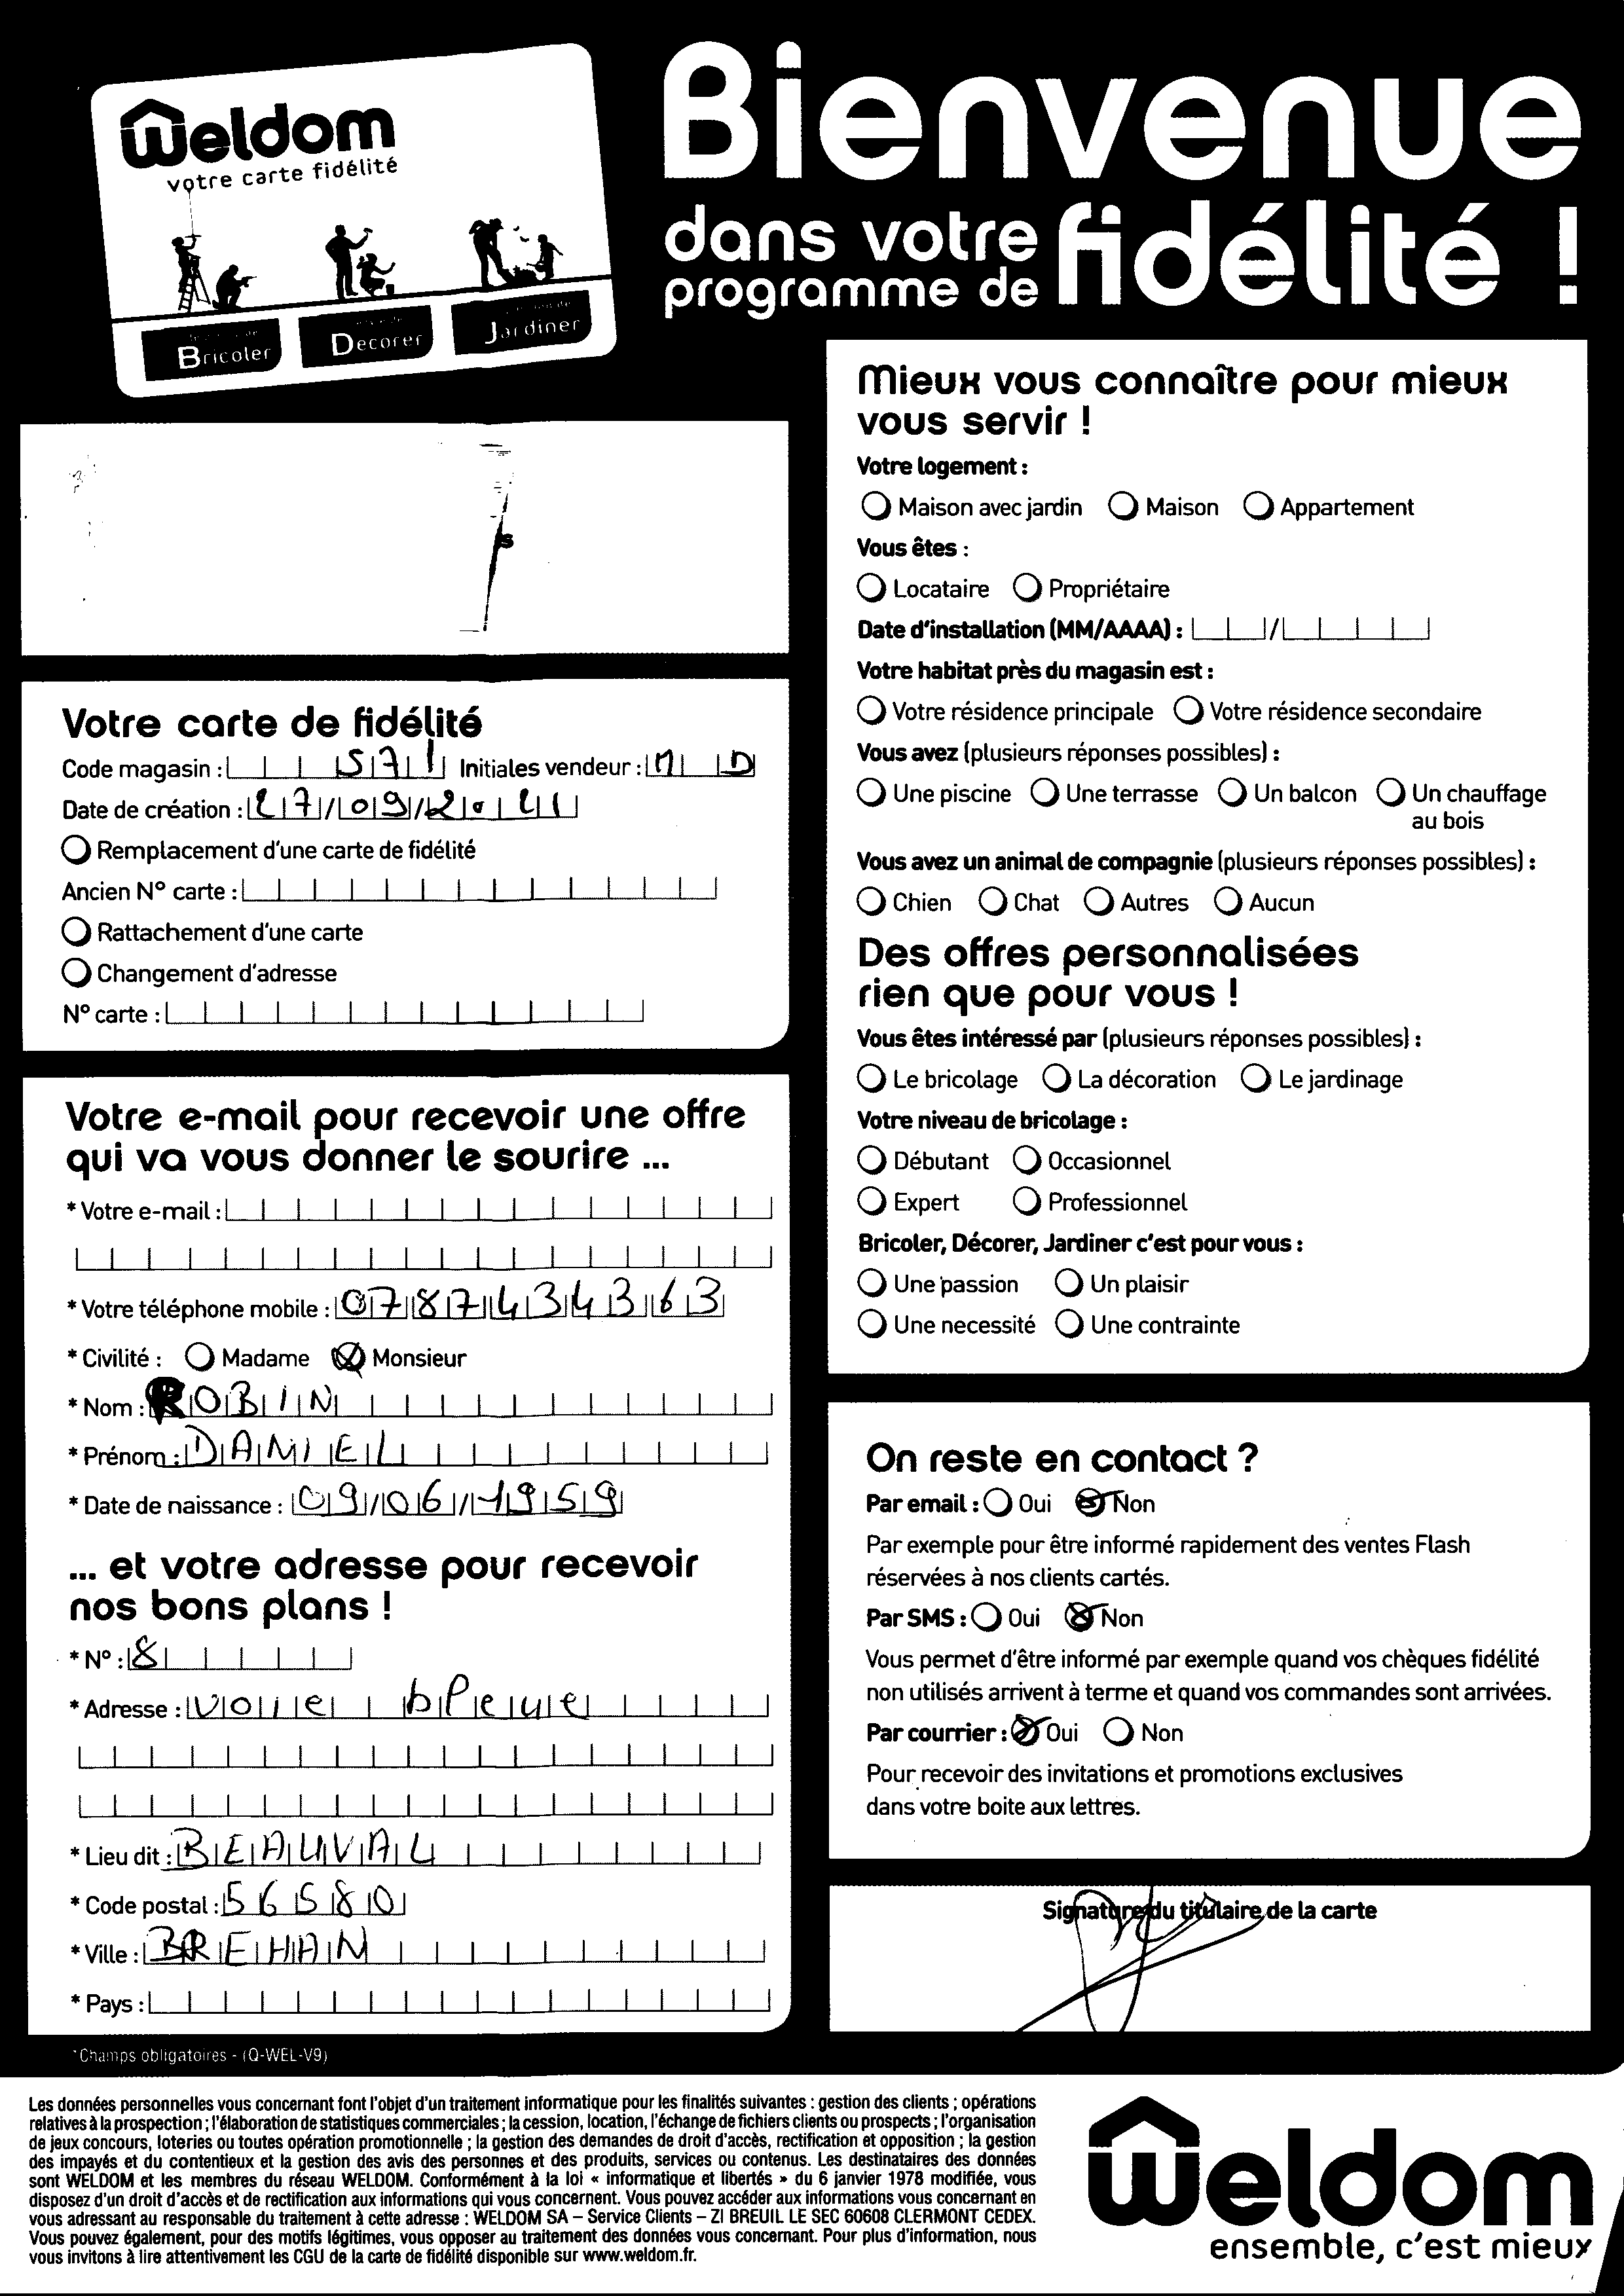 Weldom
votre carte fidélité
Bricoler
Décorer
Jardiner
Bienvenue
dans votre
programme de fidélité !
Votre carte de fidélité
Code magasin : 571 Initiales vendeur : M D
Date de création :
Remplacement d'une carte de fidélité
Ancien N° carte :
Rattachement d'une carte
Changement d'adresse
N° carte :
Votre e-mail pour recevoir une offre
qui va vous donner le sourire ...
* Votre e-mail :
* Votre téléphone mobile : 0787434363
* Civilité : Madame Monsieur
* Nom : ROBIN
* Prénom : DANIEL
* Date de naissance : 09/06/1959
... et votre adresse pour recevoir
nos bons plans !
* N° : 8
* Adresse : voie bleue
* Lieu dit : BEAUVAL
* Code postal : 56580
* Ville : BREHAN
* Pays :
*Champs obligatoires - (Q-WEL-V9)
Mieux vous connaître pour mieux
vous servir !
Votre logement :
Maison avec jardin Maison Appartement
Vous êtes :
Locataire Propriétaire
Date d'installation (MM/AAAA) : /
Votre habitat près du magasin est :
Votre résidence principale Votre résidence secondaire
Vous avez (plusieurs réponses possibles) :
Une piscine Une terrasse Un balcon Un chauffage
au bois
Vous avez un animal de compagnie (plusieurs réponses possibles) :
Chien Chat Autres Aucun
Des offres personnalisées
rien que pour vous !
Vous êtes intéressé par (plusieurs réponses possibles) :
Le bricolage La décoration Le jardinage
Votre niveau de bricolage :
Débutant Occasionnel
Expert Professionnel
Bricoler, Décorer, Jardiner c'est pour vous :
Une passion Un plaisir
Une necessité Une contrainte
On reste en contact ?
Par email : Oui Non
Par exemple pour être informé rapidement des ventes Flash
réservées à nos clients cartés.
Par SMS : Oui Non
Vous permet d'être informé par exemple quand vos chèques fidélité
non utilisés arrivent à terme et quand vos commandes sont arrivées.
Par courrier : Oui Non
Pour recevoir des invitations et promotions exclusives
dans votre boite aux lettres.
Signature du titulaire de la carte
Les données personnelles vous concernant font l'objet d'un traitement informatique pour les finalités suivantes : gestion des clients ; opérations
relatives à la prospection ; l'élaboration de statistiques commerciales ; la cession, location, l'échange de fichiers clients ou prospects ; l'organisation
de jeux concours, loteries ou toutes opération promotionnelle ; la gestion des demandes de droit d'accès, rectification et opposition ; la gestion
des impayés et du contentieux et la gestion des avis des personnes et des produits, services ou contenus. Les destinataires des données
sont WELDOM et les membres du réseau WELDOM. Conformément à la loi « informatique et libertés » du 6 janvier 1978 modifiée, vous
disposez d'un droit d'accès et de rectification aux informations qui vous concernent. Vous pouvez accéder aux informations vous concernant en
vous adressant au responsable du traitement à cette adresse : WELDOM SA – Service Clients – ZI BREUIL LE SEC 60608 CLERMONT CEDEX.
Vous pouvez également, pour des motifs légitimes, vous opposer au traitement des données vous concernant. Pour plus d'information, nous
vous invitons à lire attentivement les CGU de la carte de fidélité disponible sur www.weldom.fr.
Weldom
ensemble, c'est mieux